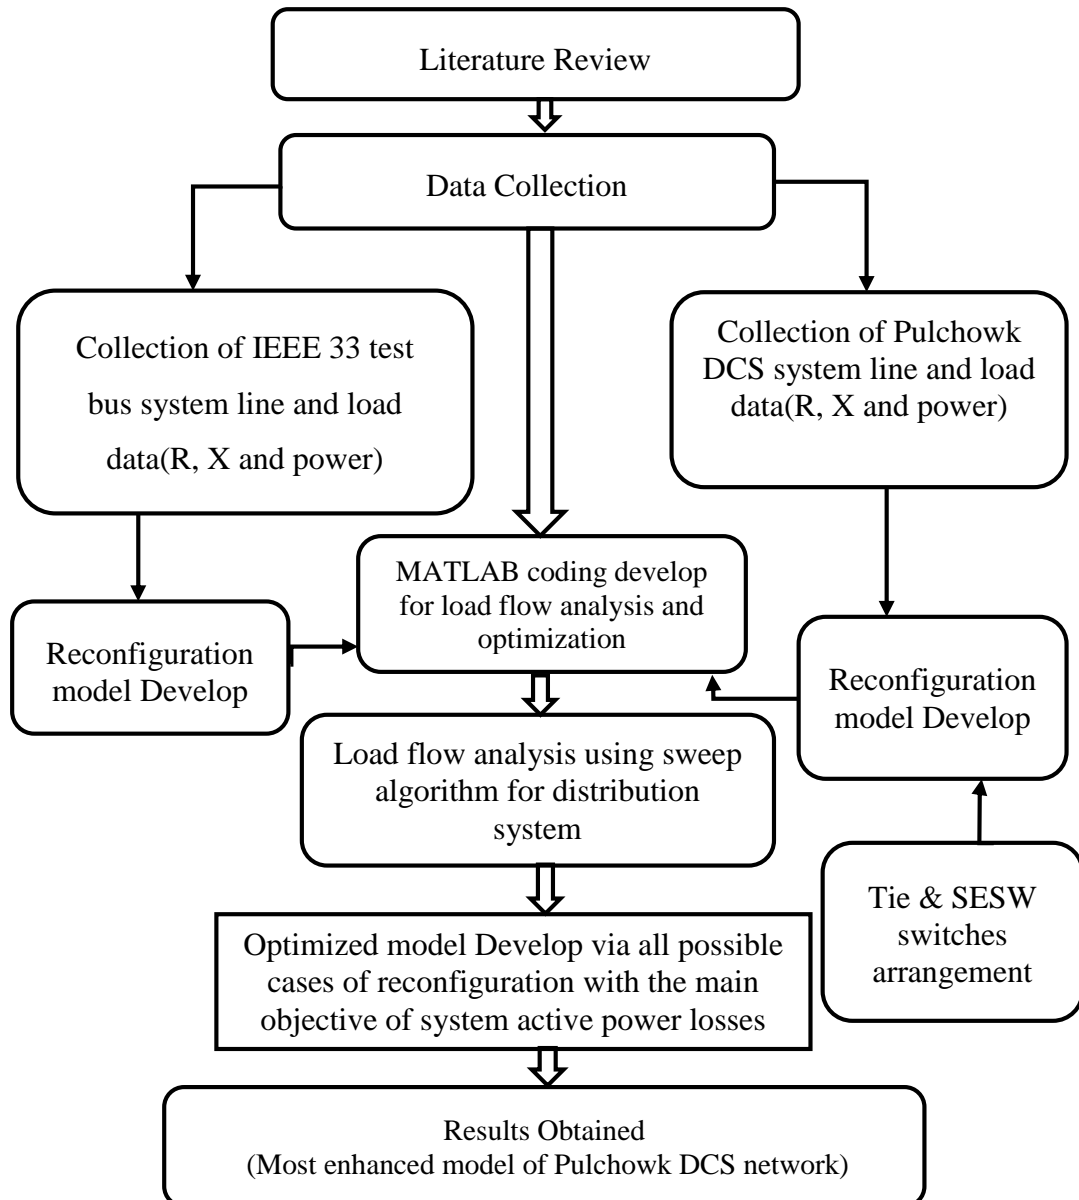 Literature Review
Data Collection
Collection of IEEE 33 test
bus system line and load
data(R, X and power)
Collection of Pulchowk
DCS system line and load
data(R, X and power)
MATLAB coding develop
for load flow analysis and
optimization
Reconfiguration
model Develop
Reconfiguration
model Develop
Load flow analysis using sweep
algorithm for distribution
system
Tie & SESW
switches
arrangement
Optimized model Develop via all possible
cases of reconfiguration with the main
objective of system active power losses
Results Obtained
(Most enhanced model of Pulchowk DCS network)